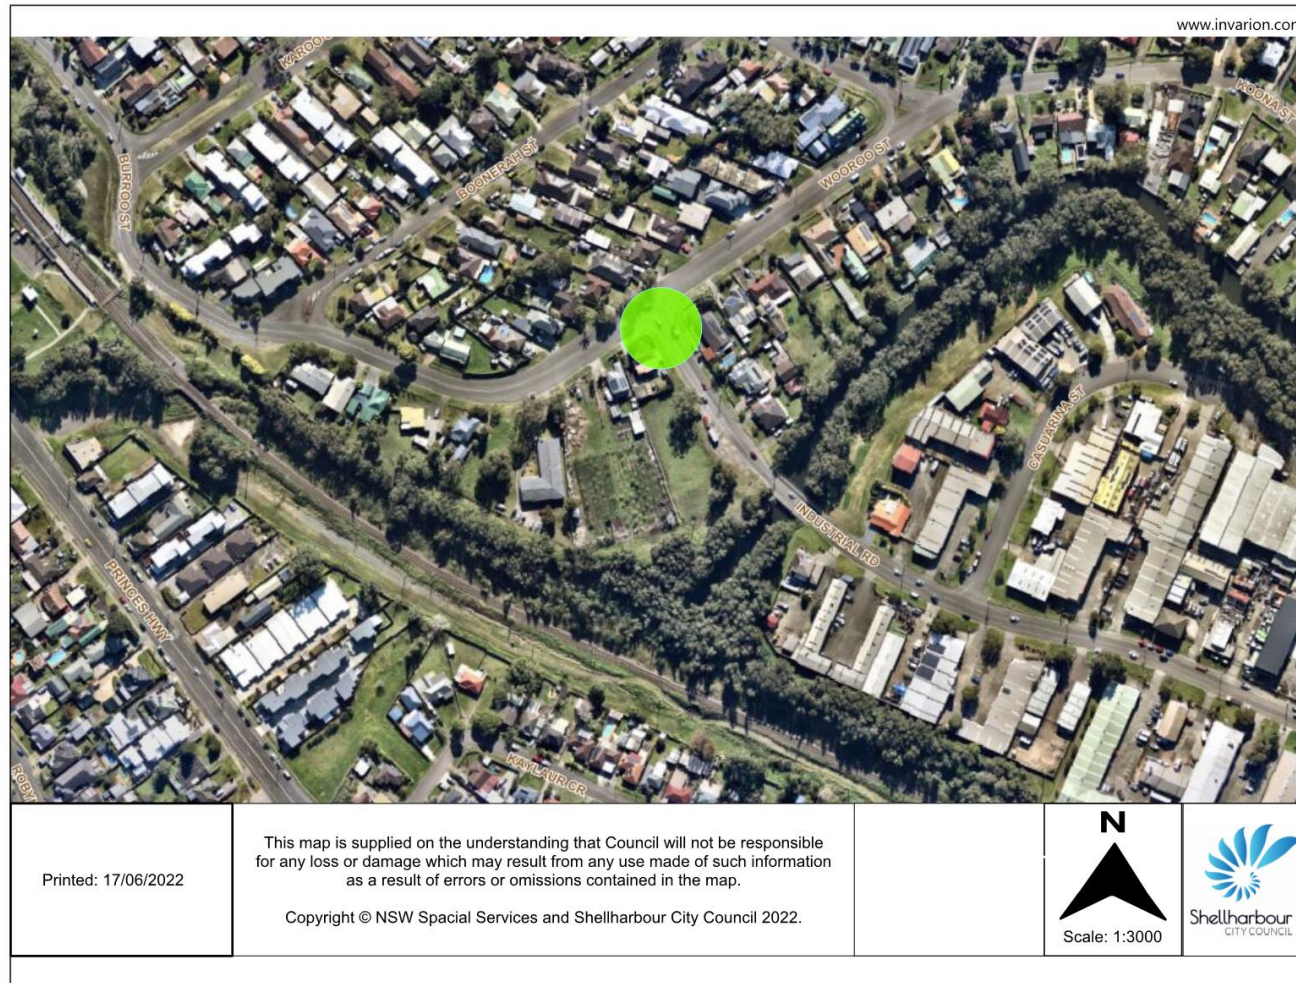 www.invarion.con
KAROO
KOONA ST
BURROO ST
BOONERAH ST
WOOROO ST
CASUARINA ST
INDUSTRIAL RD
PRINCES HWY
KAYLAUR CR
ROBY
Printed: 17/06/2022
This map is supplied on the understanding that Council will not be responsible
for any loss or damage which may result from any use made of such information
as a result of errors or omissions contained in the map.
Copyright © NSW Spacial Services and Shellharbour City Council 2022.
N
Scale: 1:3000
Shellharbour
CITY COUNCIL